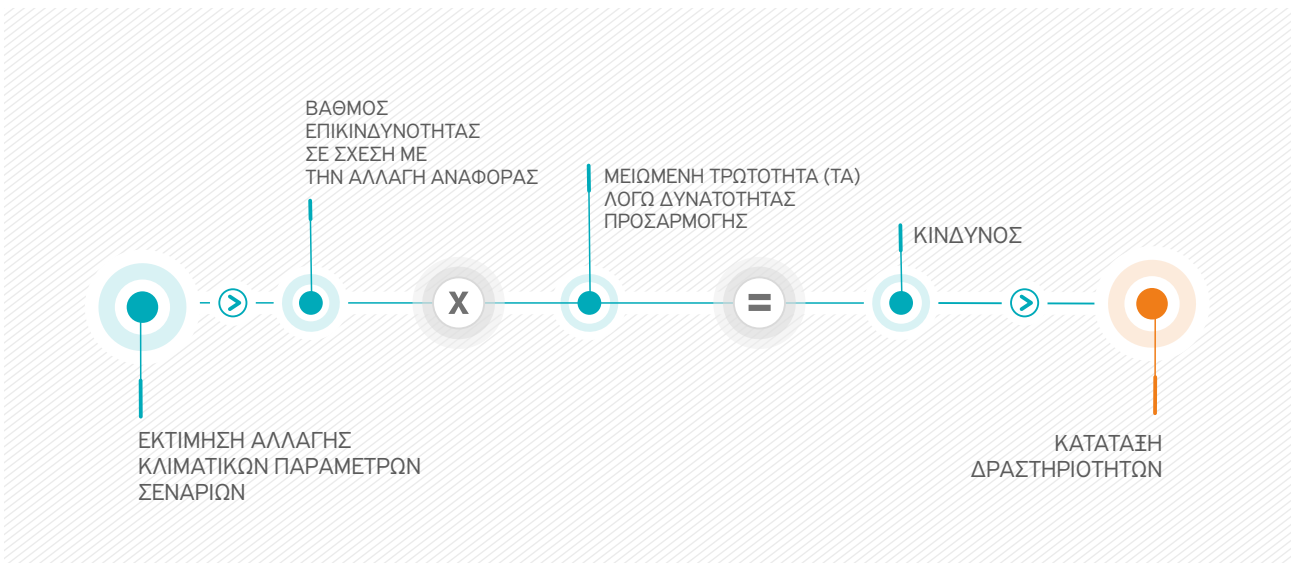 ΒΑΘΜΟΣ
ΕΠΙΚΙΝΔΥΝΟΤΗΤΑΣ
ΣΕ ΣΧΕΣΗ ΜΕ
ΤΗΝ ΑΛΛΑΓΗ ΑΝΑΦΟΡΑΣ
ΜΕΙΩΜΕΝΗ ΤΡΩΤΟΤΗΤΑ (ΤΑ)
ΛΟΓΩ ΔΥΝΑΤΟΤΗΤΑΣ
ΠΡΟΣΑΡΜΟΓΗΣ
ΚΙΝΔΥΝΟΣ
X
=
ΕΚΤΙΜΗΣΗ ΑΛΛΑΓΗΣ
ΚΛΙΜΑΤΙΚΩΝ ΠΑΡΑΜΕΤΡΩΝ
ΣΕΝΑΡΙΩΝ
ΚΑΤΑΤΑΞΗ
ΔΡΑΣΤΗΡΙΟΤΗΤΩΝ